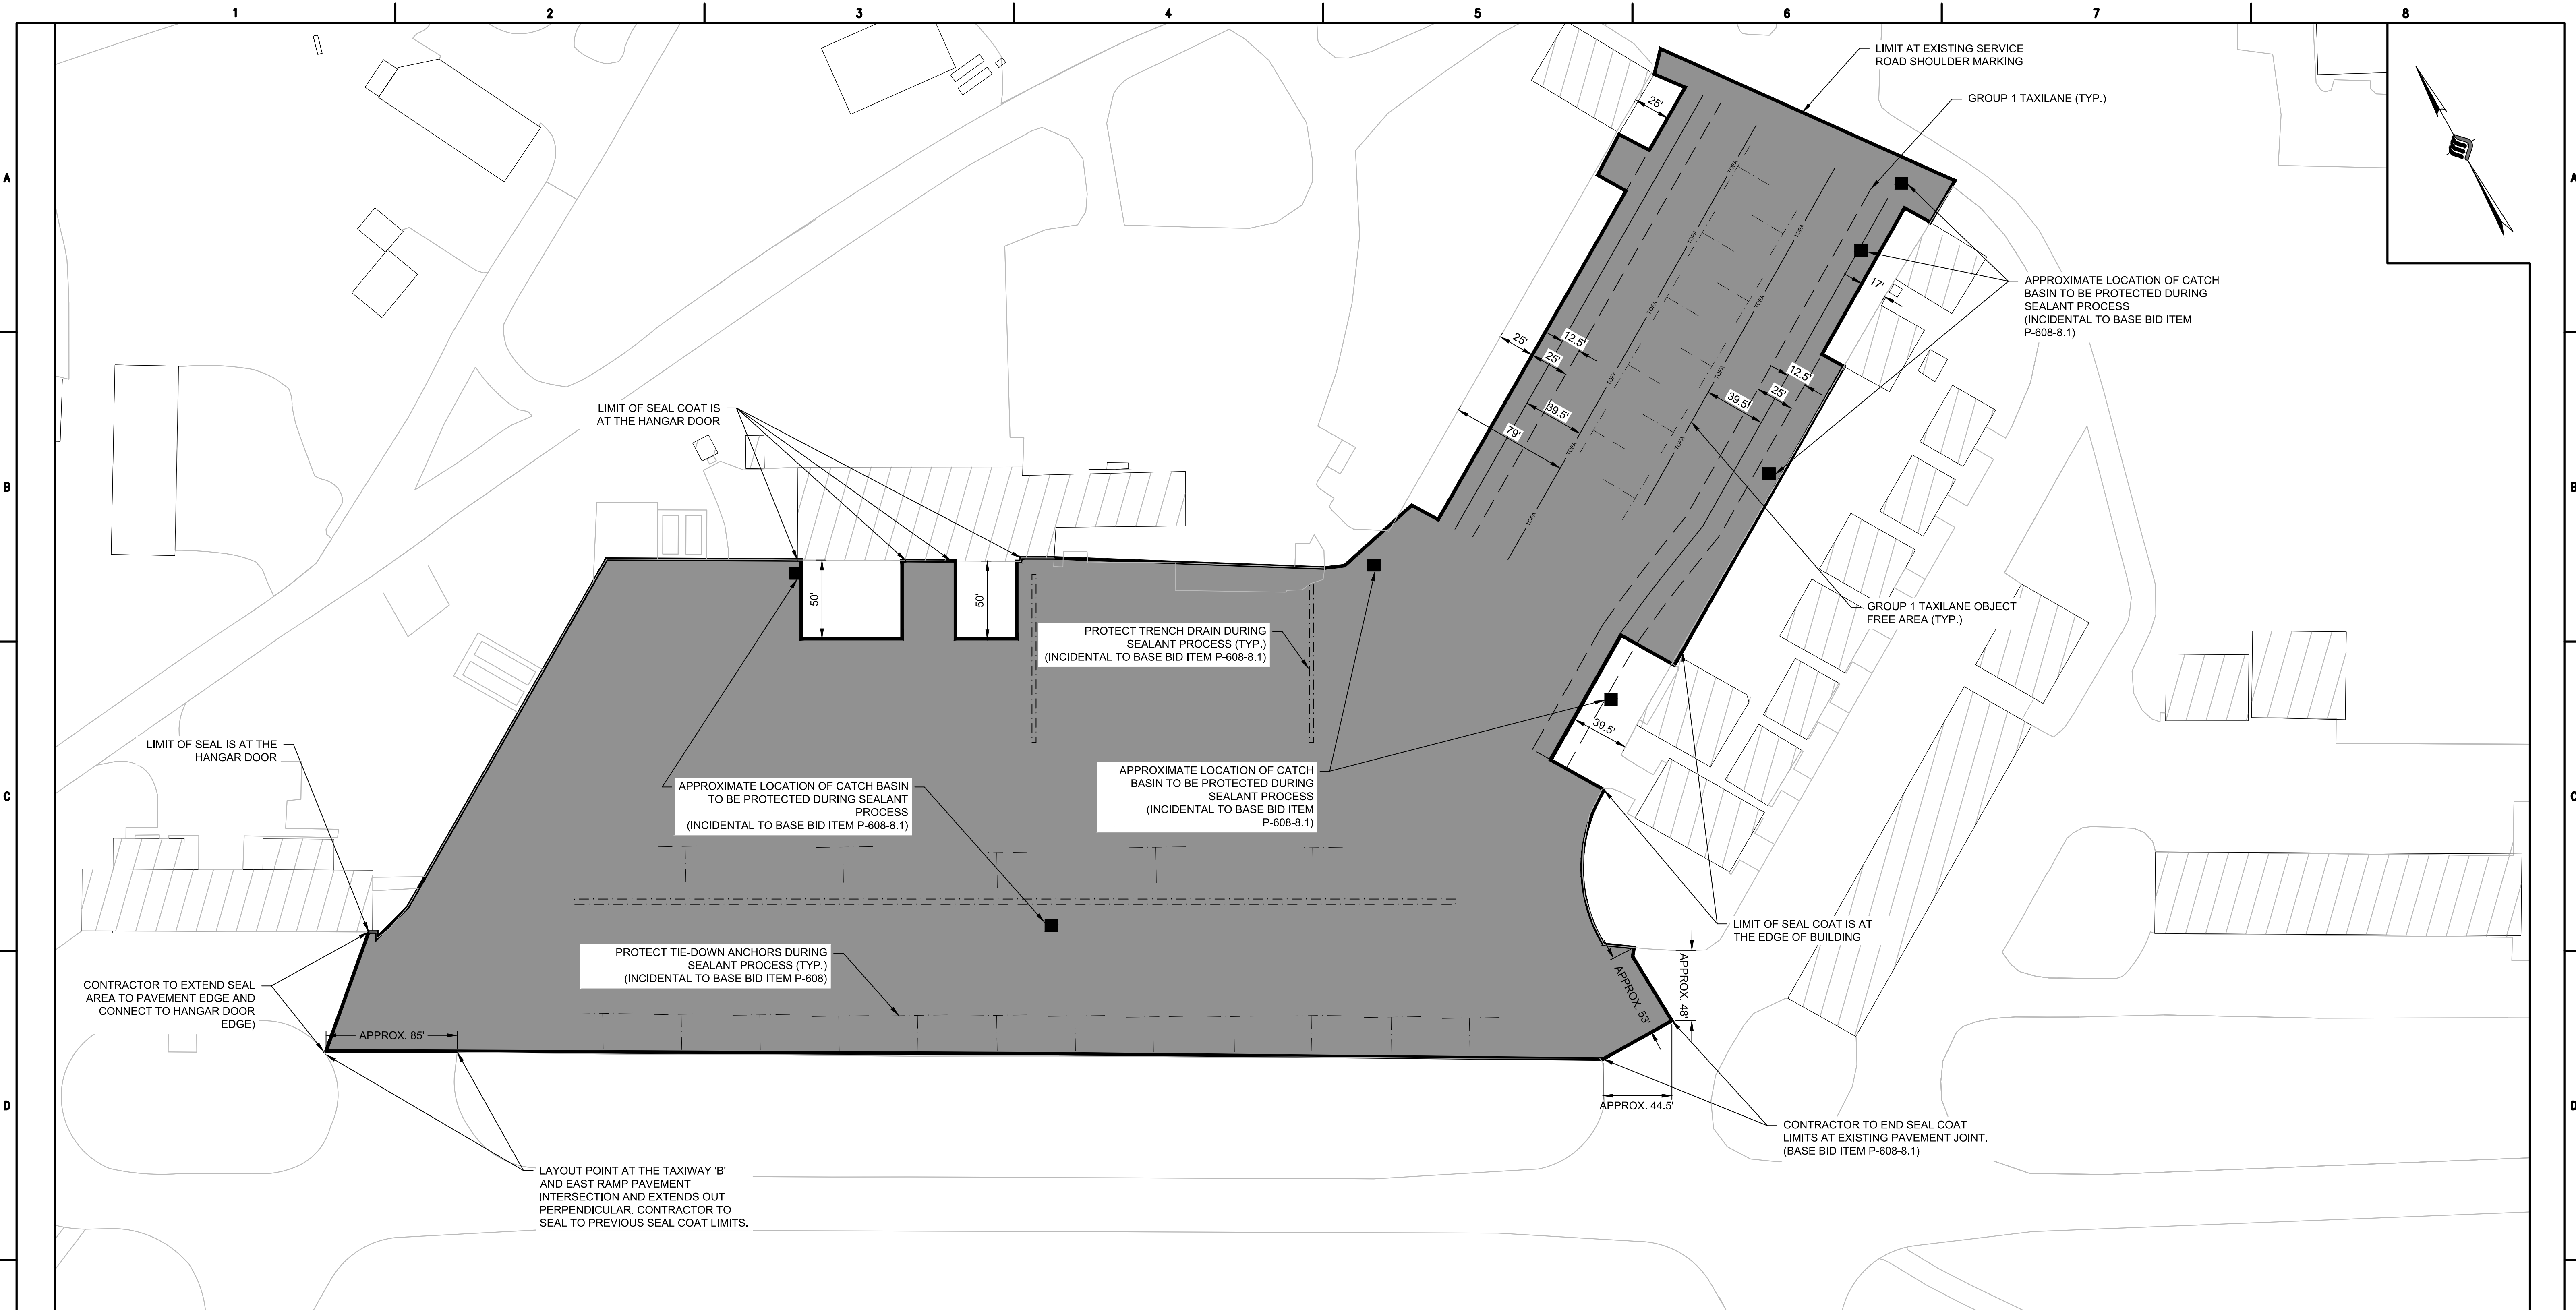 1 2 3 4 5 6 7 8
A
B
C
D
A
B
C
D
LIMIT AT EXISTING SERVICE
ROAD SHOULDER MARKING
GROUP 1 TAXILANE (TYP.)
25'
TOFA
TOFA
TOFA
TOFA
TOFA
TOFA
TOFA
TOFA
TOFA
TOFA
17'
APPROXIMATE LOCATION OF CATCH
BASIN TO BE PROTECTED DURING
SEALANT PROCESS
(INCIDENTAL TO BASE BID ITEM
P-608-8.1)
25'
12.5'
25'
39.5'
79'
12.5'
25'
39.5'
LIMIT OF SEAL COAT IS
AT THE HANGAR DOOR
50'
50'
PROTECT TRENCH DRAIN DURING
SEALANT PROCESS (TYP.)
(INCIDENTAL TO BASE BID ITEM P-608-8.1)
GROUP 1 TAXILANE OBJECT
FREE AREA (TYP.)
39.5'
LIMIT OF SEAL IS AT THE
HANGAR DOOR
APPROXIMATE LOCATION OF CATCH BASIN
TO BE PROTECTED DURING SEALANT
PROCESS
(INCIDENTAL TO BASE BID ITEM P-608-8.1)
APPROXIMATE LOCATION OF CATCH
BASIN TO BE PROTECTED DURING
SEALANT PROCESS
(INCIDENTAL TO BASE BID ITEM
P-608-8.1)
LIMIT OF SEAL COAT IS AT
THE EDGE OF BUILDING
PROTECT TIE-DOWN ANCHORS DURING
SEALANT PROCESS (TYP.)
(INCIDENTAL TO BASE BID ITEM P-608)
CONTRACTOR TO EXTEND SEAL
AREA TO PAVEMENT EDGE AND
CONNECT TO HANGAR DOOR
EDGE)
APPROX. 85'
APPROX. 53'
APPROX. 48'
APPROX. 44.5'
CONTRACTOR TO END SEAL COAT
LIMITS AT EXISTING PAVEMENT JOINT.
(BASE BID ITEM P-608-8.1)
LAYOUT POINT AT THE TAXIWAY 'B'
AND EAST RAMP PAVEMENT
INTERSECTION AND EXTENDS OUT
PERPENDICULAR. CONTRACTOR TO
SEAL TO PREVIOUS SEAL COAT LIMITS.